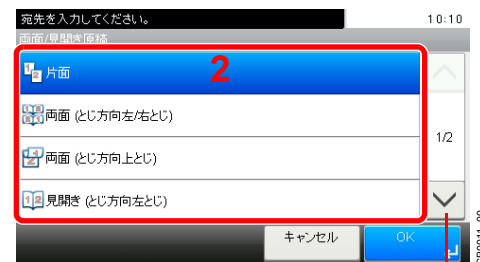 宛先を入力してください。 10:10
両面/見開き原稿
片面 2
両面 (とじ方向左/右とじ)
1/2
両面 (とじ方向上とじ)
見開き (とじ方向左とじ)
キャンセル OK